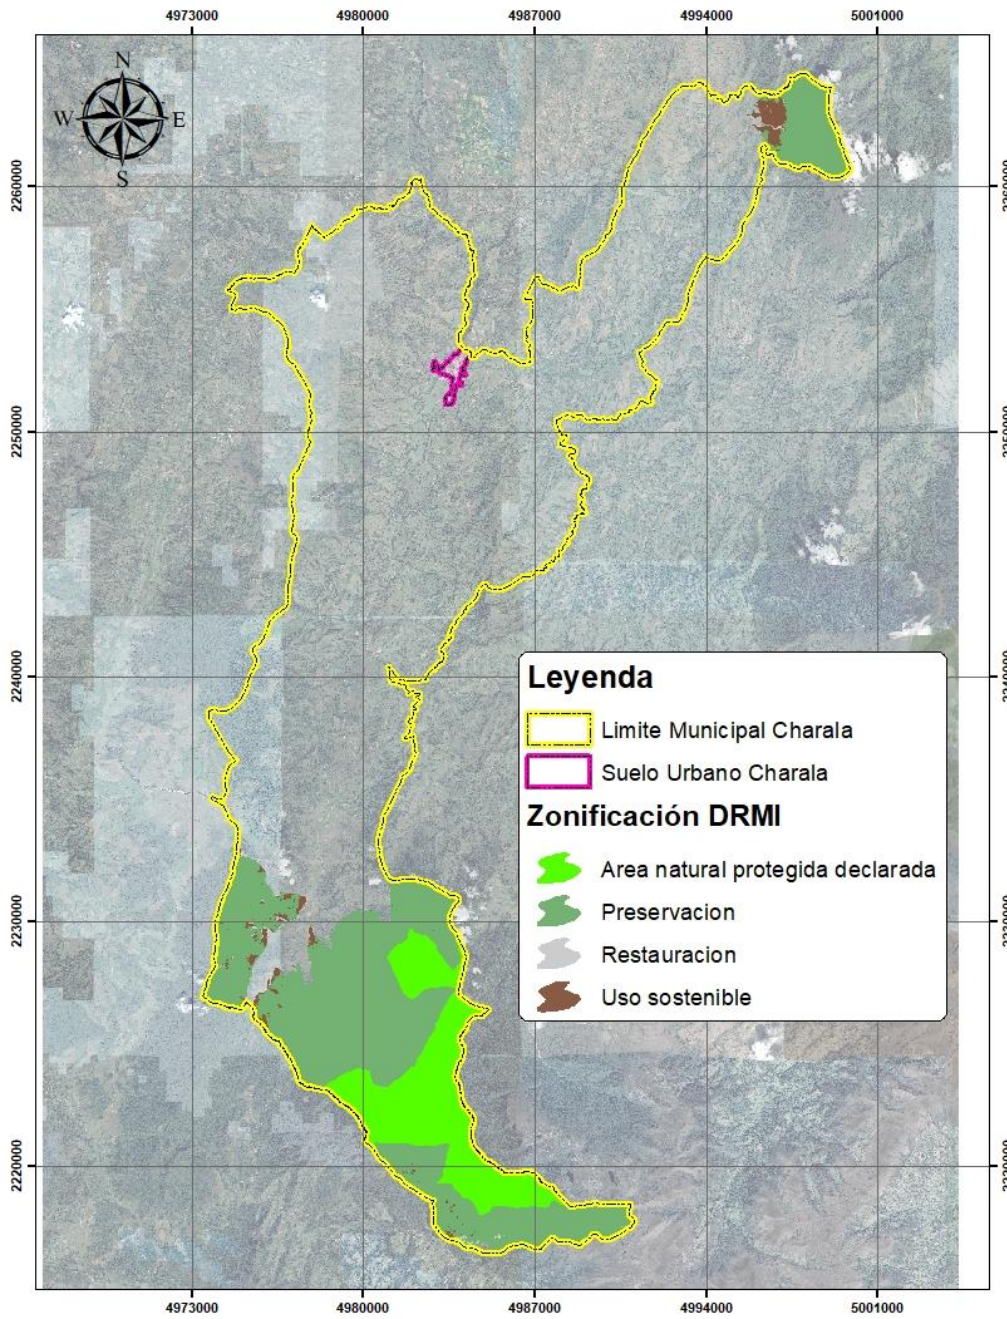 4973000 4980000 4987000 4994000 5001000
N
W E
S
2260000
2250000 2250000
2240000
Leyenda
Limite Municipal Charala
Suelo Urbano Charala
Zonificación DRMI
Area natural protegida declarada
Preservacion
Restauracion
Uso sostenible
2230000
2220000
4973000 4980000 4987000 4994000 5001000